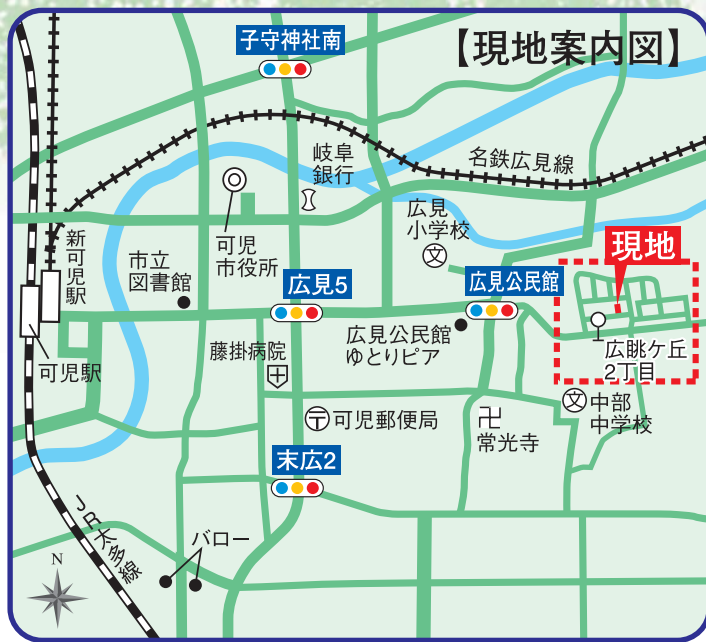 【現地案内図】
子守神社南
岐阜
銀行
名鉄広見線
広見
小学校
文
可児
市役所
新可児駅
市立
図書館
現地
広見5
広見公民館
広見公民館
ゆとりピア
広眺ケ丘
2丁目
可児駅
藤掛病院
可児郵便局
文
中部
中学校
卍
常光寺
末広2
JR太多線
バロー
N